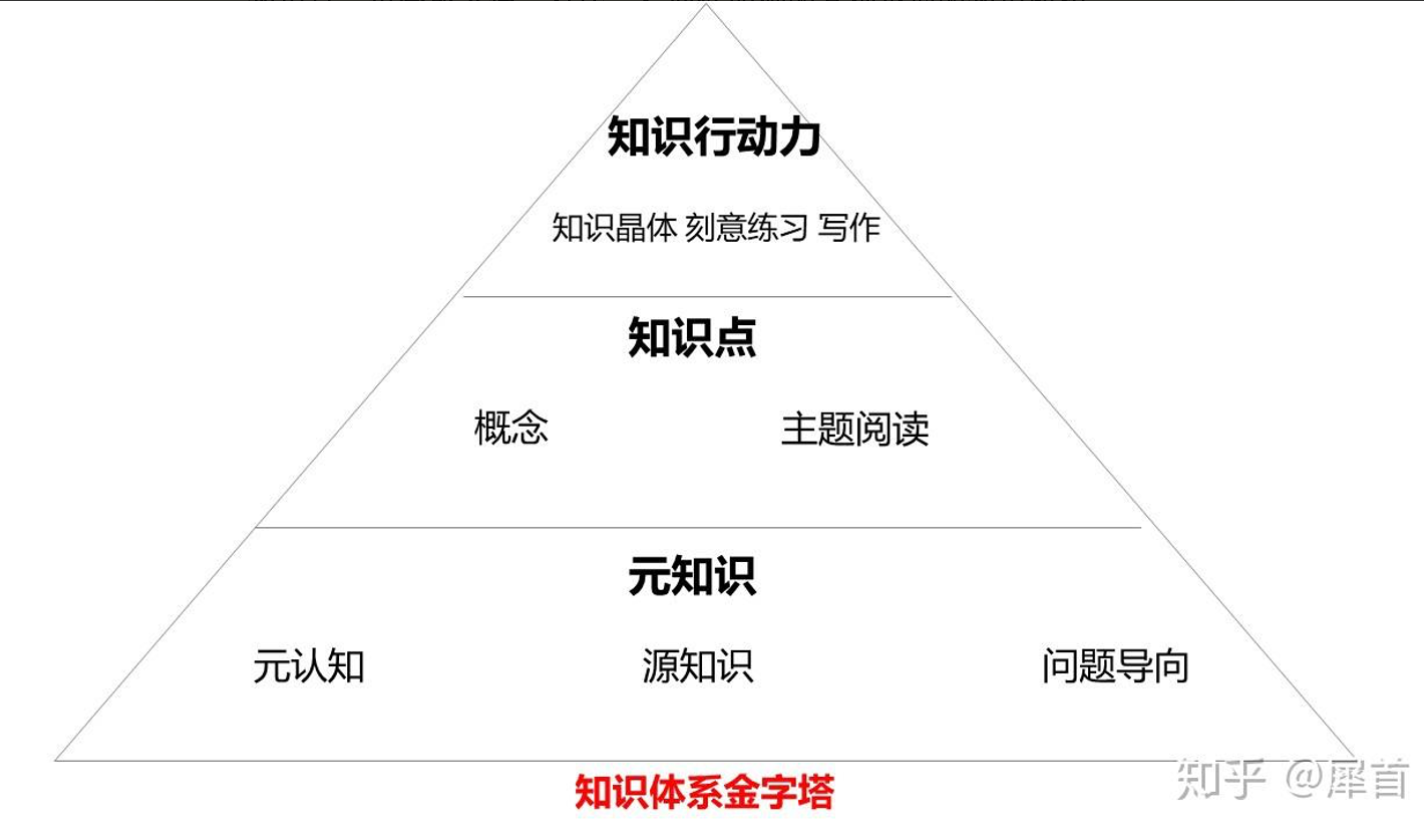 知识行动力
知识晶体 刻意练习 写作
知识点
概念 主题阅读
元知识
元认知 源知识 问题导向
知识体系金字塔
知乎 @犀首